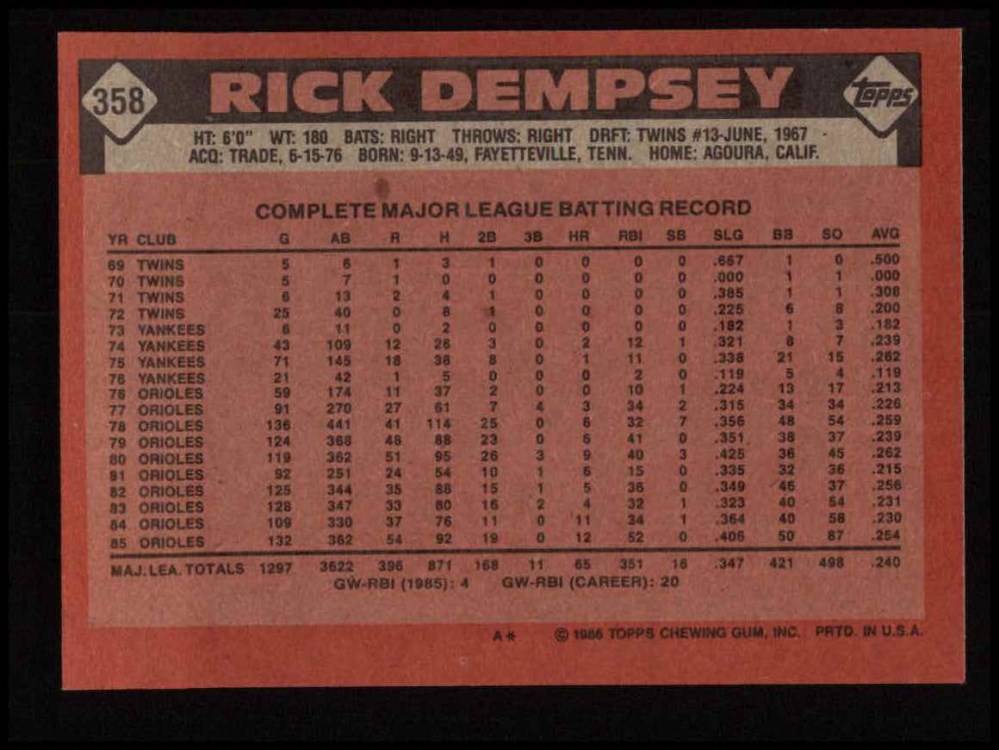 358 RICK DEMPSEY Topps
HT: 6'0" WT: 180 BATS: RIGHT THROWS: RIGHT DRFT: TWINS #13-JUNE, 1967
ACQ: TRADE, 6-15-76 BORN: 9-13-49, FAYETTEVILLE, TENN. HOME: AGOURA, CALIF.
COMPLETE MAJOR LEAGUE BATTING RECORD
YR CLUB G AB R H 2B 3B HR RBI SB SLG BB SO AVG
69 TWINS 5 6 1 3 1 0 0 0 0 .667 1 0 .500
70 TWINS 5 7 1 0 0 0 0 0 0 .000 1 1 .000
71 TWINS 6 13 2 4 1 0 0 0 0 .385 1 1 .308
72 TWINS 25 40 0 8 1 0 0 0 0 .225 6 8 .200
73 YANKEES 6 11 0 2 0 0 0 0 0 .182 1 3 .182
74 YANKEES 43 109 12 26 3 0 2 12 1 .321 8 7 .239
75 YANKEES 71 145 18 38 8 0 1 11 0 .338 21 15 .262
76 YANKEES 21 42 1 5 0 0 0 2 0 .119 5 4 .119
76 ORIOLES 59 174 11 37 2 0 0 10 1 .224 13 17 .213
77 ORIOLES 91 270 27 61 7 4 3 34 2 .315 34 34 .226
78 ORIOLES 136 441 41 114 25 0 6 32 7 .356 48 54 .259
79 ORIOLES 124 368 48 88 23 0 6 41 0 .351 38 37 .239
80 ORIOLES 119 362 51 95 26 3 9 40 3 .425 36 45 .262
81 ORIOLES 92 251 24 54 10 1 6 15 0 .335 32 36 .215
82 ORIOLES 125 344 35 88 15 1 5 36 0 .349 46 37 .256
83 ORIOLES 128 347 33 80 16 2 4 32 1 .323 40 54 .231
84 ORIOLES 109 330 37 76 11 0 11 34 1 .364 40 58 .230
85 ORIOLES 132 362 54 92 19 0 12 52 0 .406 50 87 .254
MAJ. LEA. TOTALS 1297 3622 396 871 168 11 65 351 16 .347 421 498 .240
GW-RBI (1985): 4 GW-RBI (CAREER): 20
A* © 1986 TOPPS CHEWING GUM, INC. PRTD. IN U.S.A.